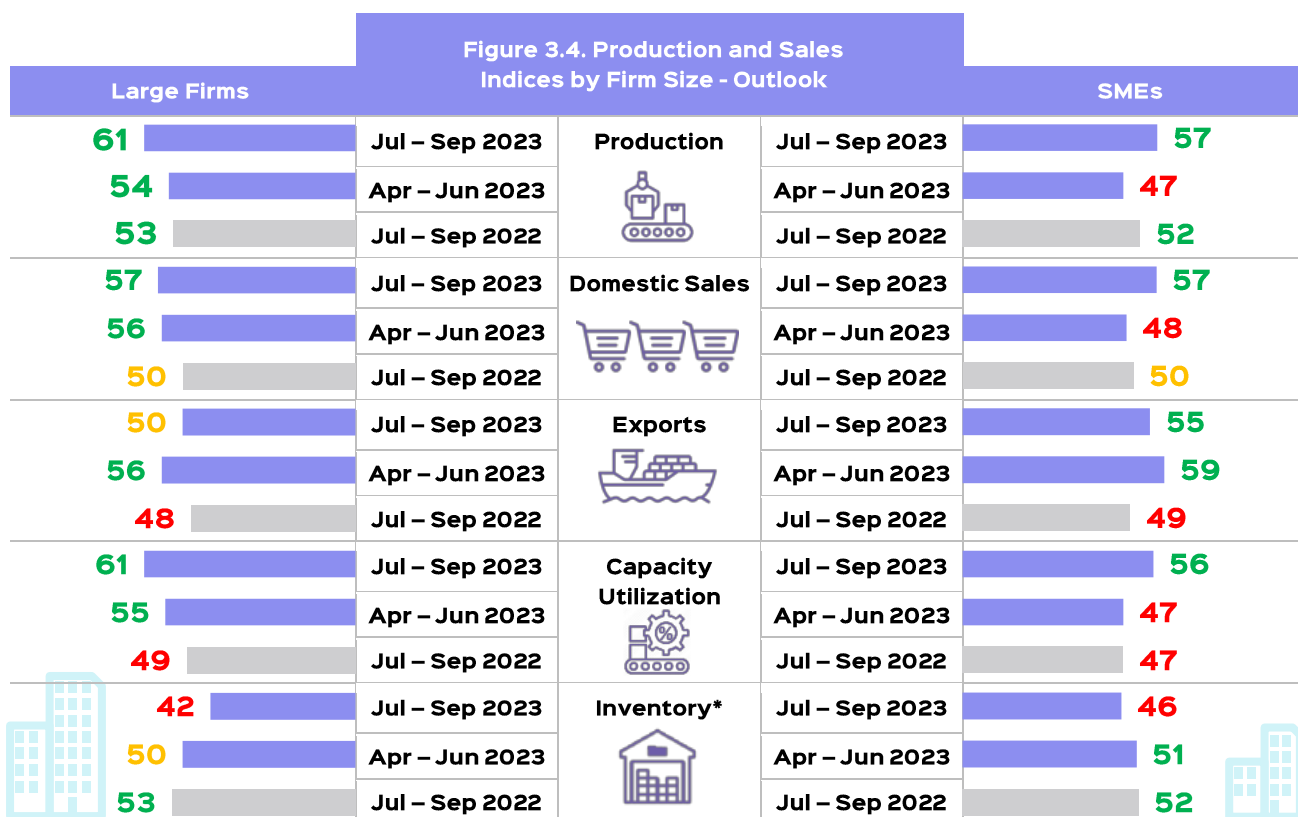 Figure 3.4. Production and Sales
Indices by Firm Size - Outlook
Large Firms
SMEs
61 Jul – Sep 2023 Production Jul – Sep 2023 57
54 Apr – Jun 2023 Apr – Jun 2023 47
53 Jul – Sep 2022 Jul – Sep 2022 52
57 Jul – Sep 2023 Domestic Sales Jul – Sep 2023 57
56 Apr – Jun 2023 Apr – Jun 2023 48
50 Jul – Sep 2022 Jul – Sep 2022 50
50 Jul – Sep 2023 Exports Jul – Sep 2023 55
56 Apr – Jun 2023 Apr – Jun 2023 59
48 Jul – Sep 2022 Jul – Sep 2022 49
61 Jul – Sep 2023 Capacity Jul – Sep 2023 56
Utilization
55 Apr – Jun 2023 % Apr – Jun 2023 47
49 Jul – Sep 2022 Jul – Sep 2022 47
42 Jul – Sep 2023 Inventory* Jul – Sep 2023 46
50 Apr – Jun 2023 Apr – Jun 2023 51
53 Jul – Sep 2022 Jul – Sep 2022 52